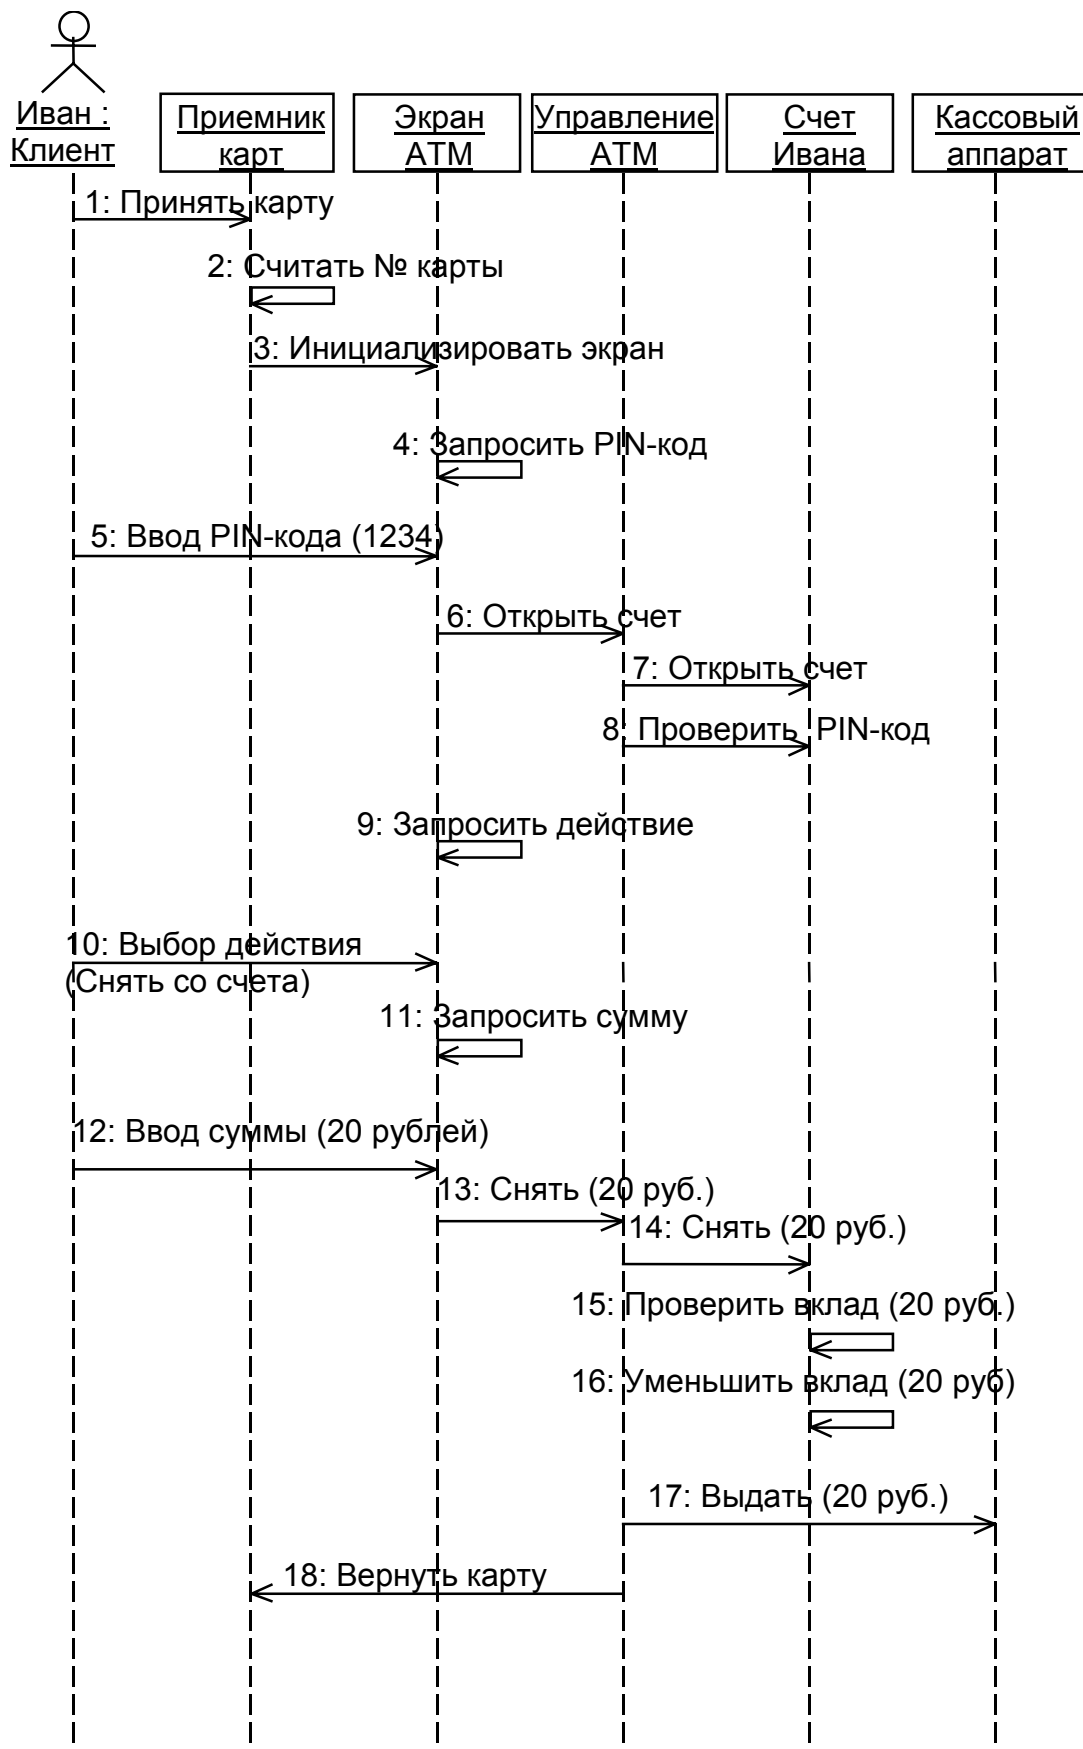 Иван :
Клиент
Приемник
карт
Экран
АТМ
Управление
АТМ
Счет
Ивана
Кассовый
аппарат
1: Принять карту
2: Считать № карты
3: Инициализировать экран
4: Запросить PIN-код
5: Ввод PIN-кода (1234)
6: Открыть счет
7: Открыть счет
8: Проверить PIN-код
9: Запросить действие
10: Выбор действия
(Снять со счета)
11: Запросить сумму
12: Ввод суммы (20 рублей)
13: Снять (20 руб.)
14: Снять (20 руб.)
15: Проверить вклад (20 руб.)
16: Уменьшить вклад (20 руб)
17: Выдать (20 руб.)
18: Вернуть карту